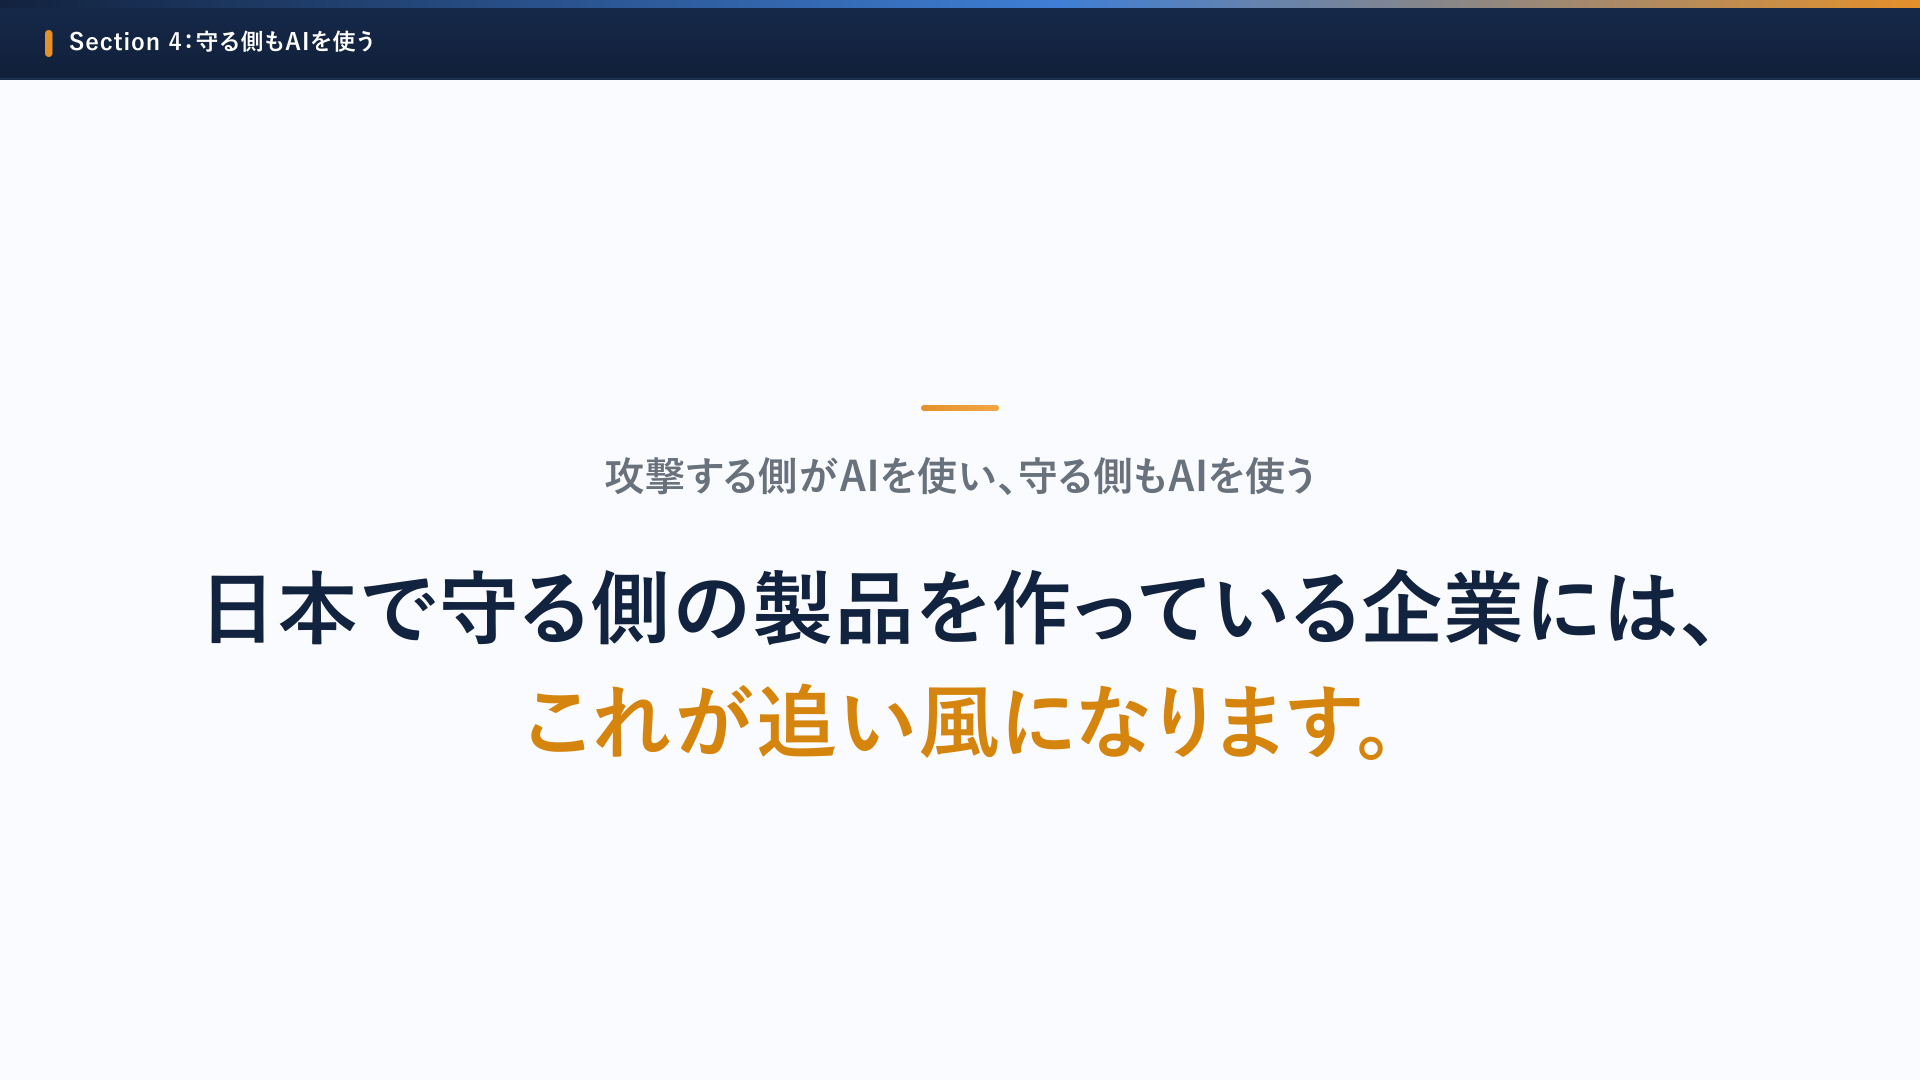 Section 4：守る側もAIを使う
攻撃する側がAIを使い、守る側もAIを使う
日本で守る側の製品を作っている企業には、
これが追い風になります。